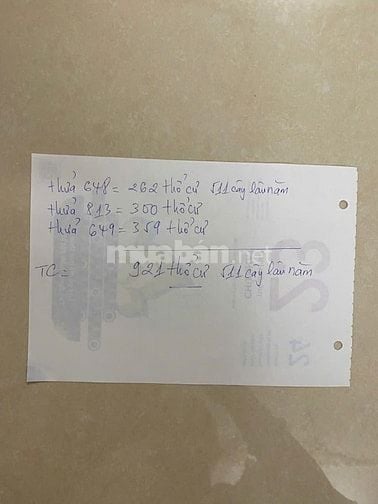 thửa 648 = 262 thổ cư 511 cây lâu năm
thửa 813 = 300 thổ cư
thửa 649 = 359 thổ cư
muaban.net
TC = 921 thổ cư 511 cây lâu năm